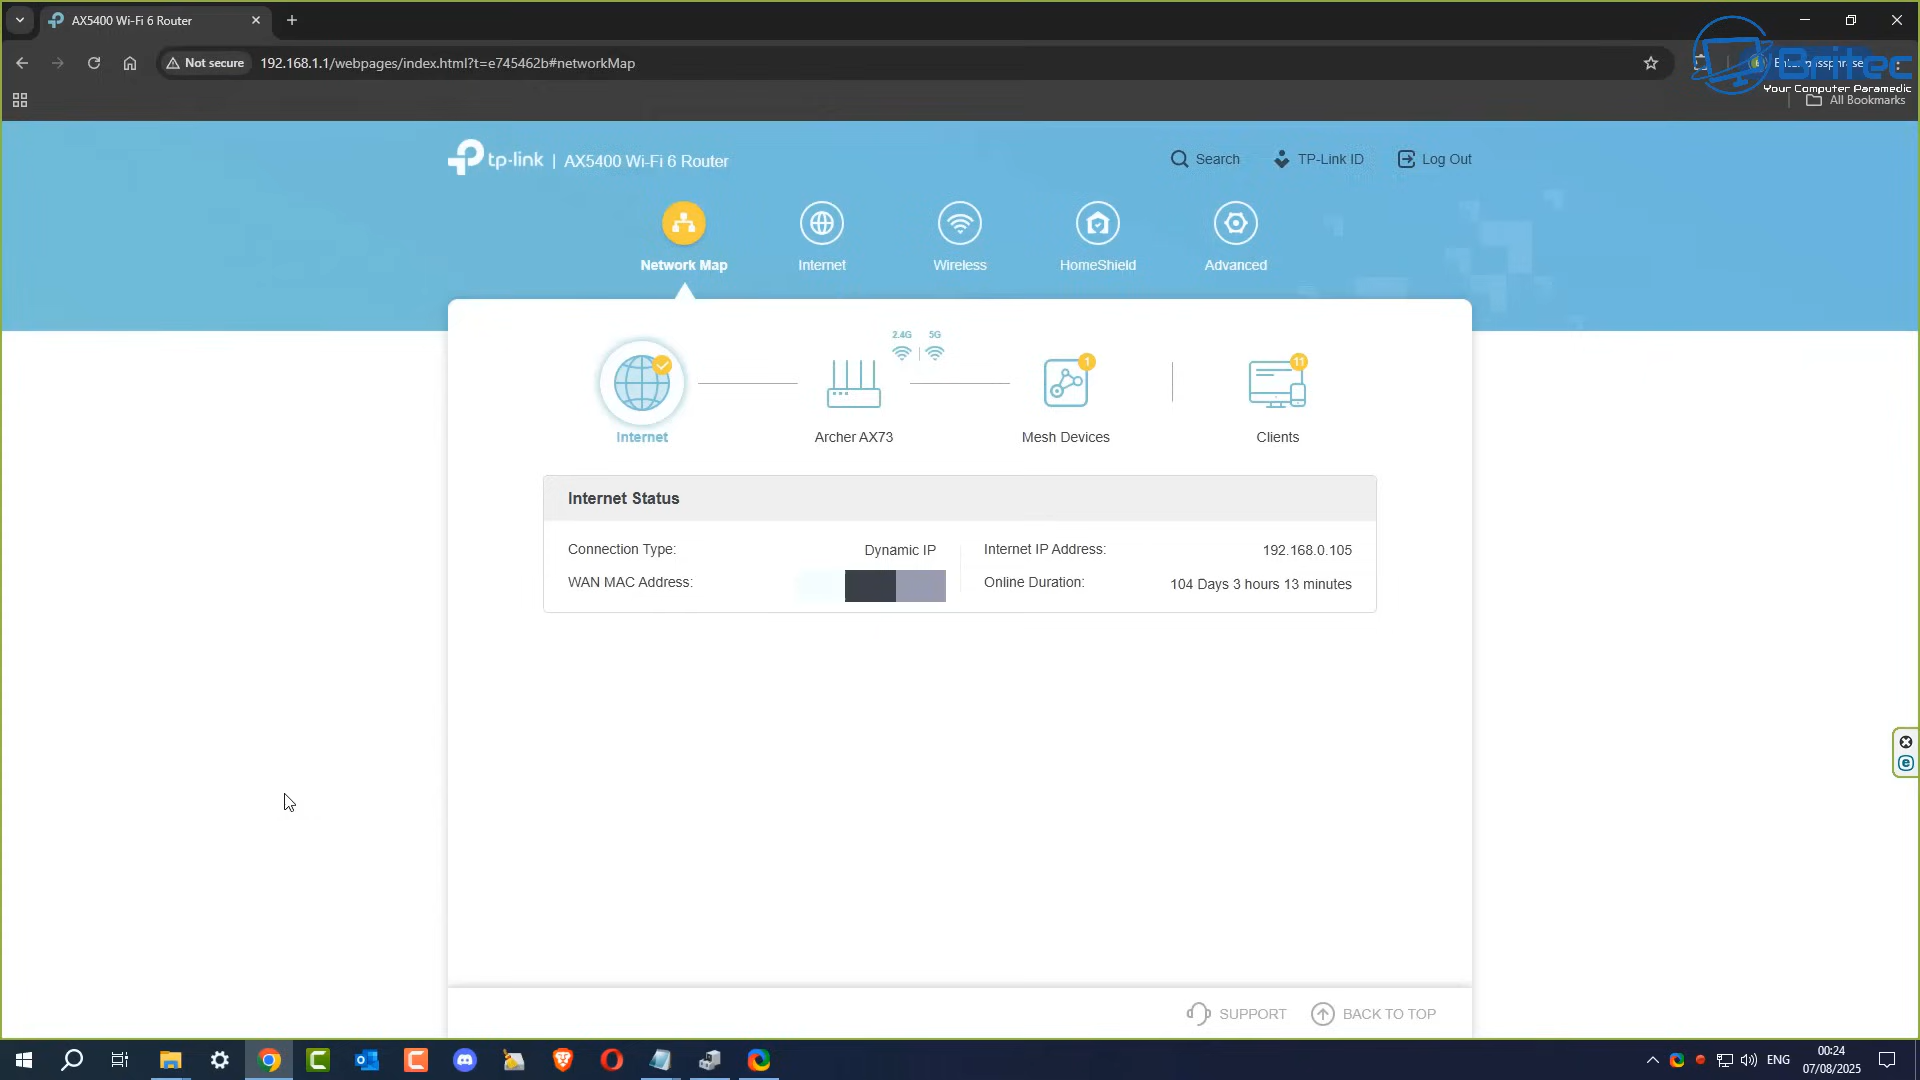 AX5400 Wi-Fi 6 Router
Not secure
192.168.1.1/webpages/index.html?t=e745462b#networkMap
Enter passphrase
Britec
Your Computer Paramedic
All Bookmarks
tp-link | AX5400 Wi-Fi 6 Router
Search
TP-Link ID
Log Out
Network Map
Internet
Wireless
HomeShield
Advanced
2.4G
5G
1
11
Internet
Archer AX73
Mesh Devices
Clients
Internet Status
Connection Type: Dynamic IP
Internet IP Address: 192.168.0.105
WAN MAC Address:
Online Duration: 104 Days 3 hours 13 minutes
SUPPORT
BACK TO TOP
ENG
00:24
07/08/2025